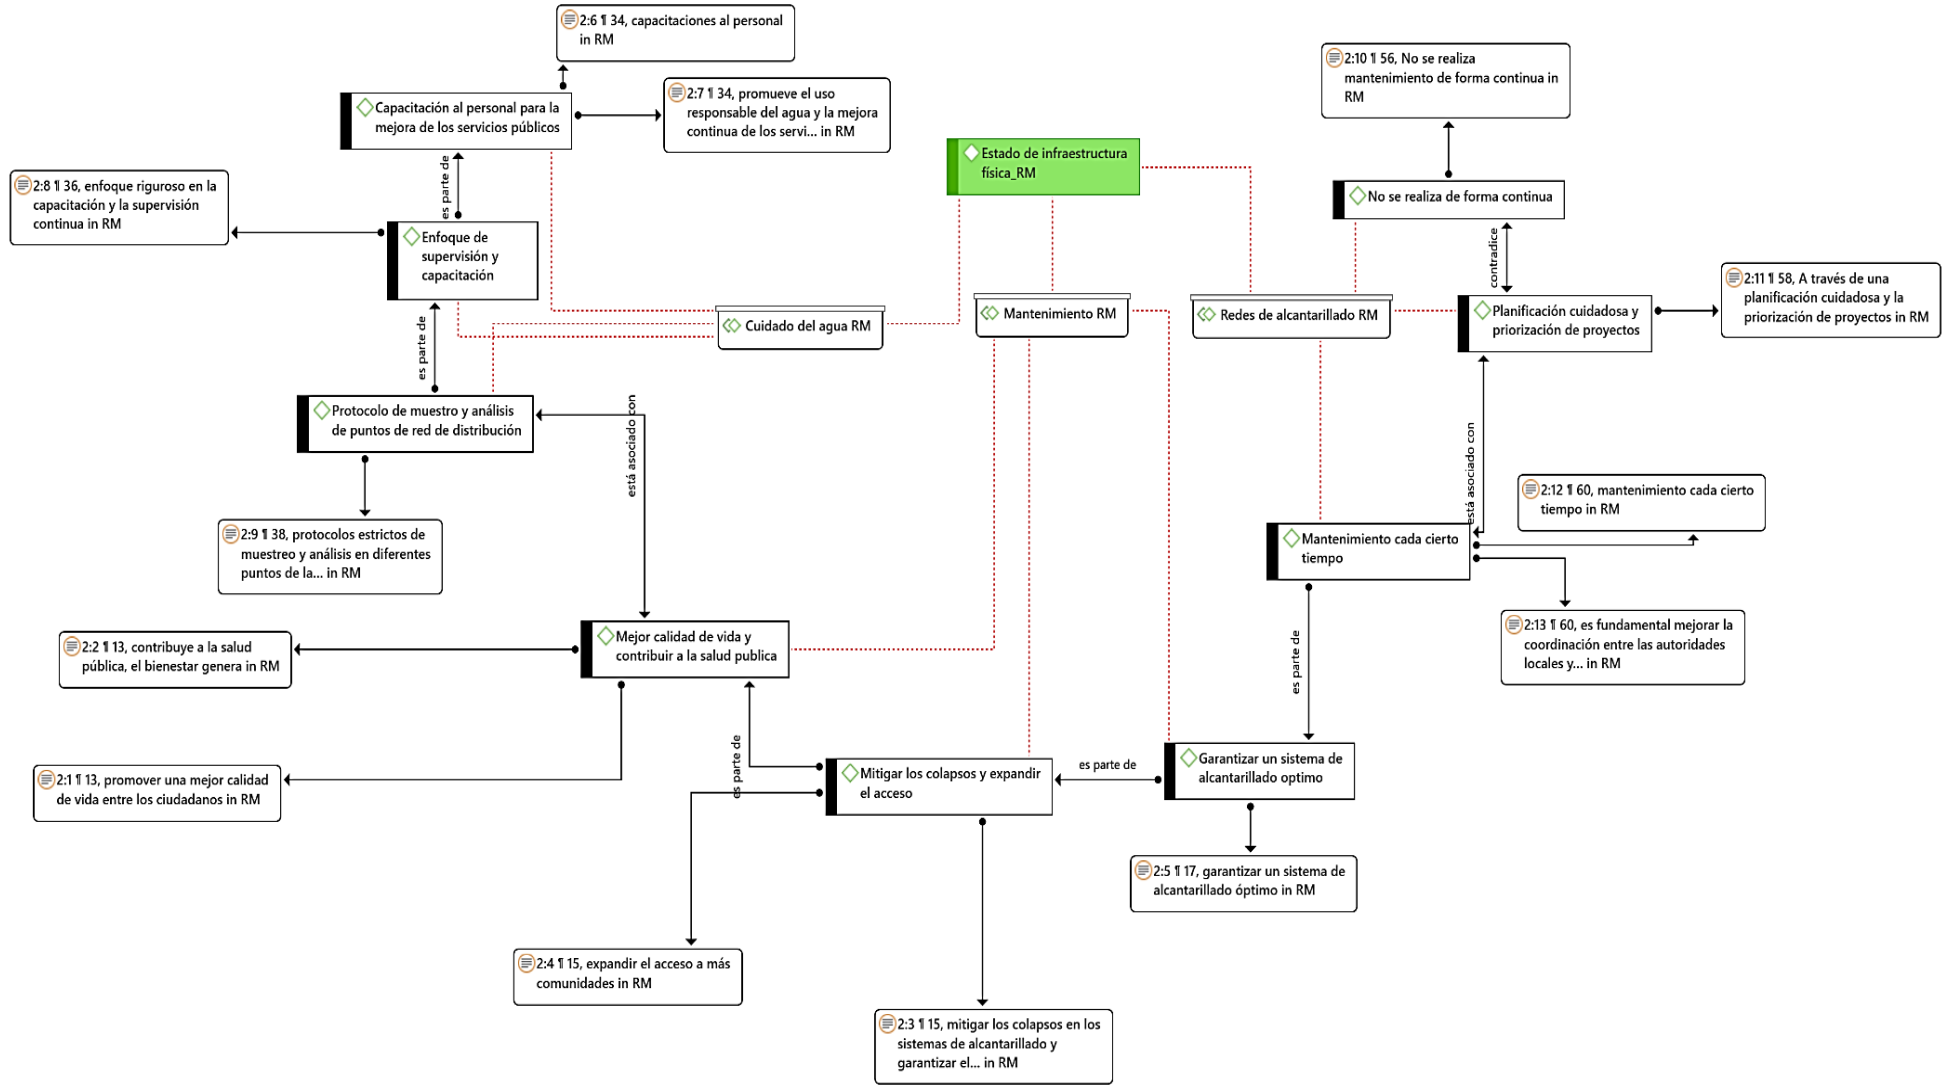 2:6 ¶ 34, capacitaciones al personal
in RM
2:10 ¶ 56, No se realiza
mantenimiento de forma continua in
RM
Capacitación al personal para la
mejora de los servicios públicos
2:7 ¶ 34, promueve el uso
responsable del agua y la mejora
continua de los servi... in RM
Estado de infraestructura
física_RM
es parte de
2:8 ¶ 36, enfoque riguroso en la
capacitación y la supervisión
continua in RM
No se realiza de forma continua
Enfoque de
supervisión y
capacitación
contradice
2:11 ¶ 58, A través de una
planificación cuidadosa y la
priorización de proyectos in RM
Cuidado del agua RM
Mantenimiento RM
Redes de alcantarillado RM
Planificación cuidadosa y
priorización de proyectos
es parte de
Protocolo de muestro y análisis
de puntos de red de distribución
está asociado con
está asociado con
2:12 ¶ 60, mantenimiento cada cierto
tiempo in RM
2:9 ¶ 38, protocolos estrictos de
muestreo y análisis en diferentes
puntos de la... in RM
Mantenimiento cada cierto
tiempo
2:2 ¶ 13, contribuye a la salud
pública, el bienestar genera in RM
Mejor calidad de vida y
contribuir a la salud publica
2:13 ¶ 60, es fundamental mejorar la
coordinación entre las autoridades
locales y... in RM
es parte de
2:1 ¶ 13, promover una mejor calidad
de vida entre los ciudadanos in RM
es parte de
Mitigar los colapsos y expandir
el acceso
es parte de
Garantizar un sistema de
alcantarillado optimo
2:5 ¶ 17, garantizar un sistema de
alcantarillado óptimo in RM
2:4 ¶ 15, expandir el acceso a más
comunidades in RM
2:3 ¶ 15, mitigar los colapsos en los
sistemas de alcantarillado y
garantizar el... in RM